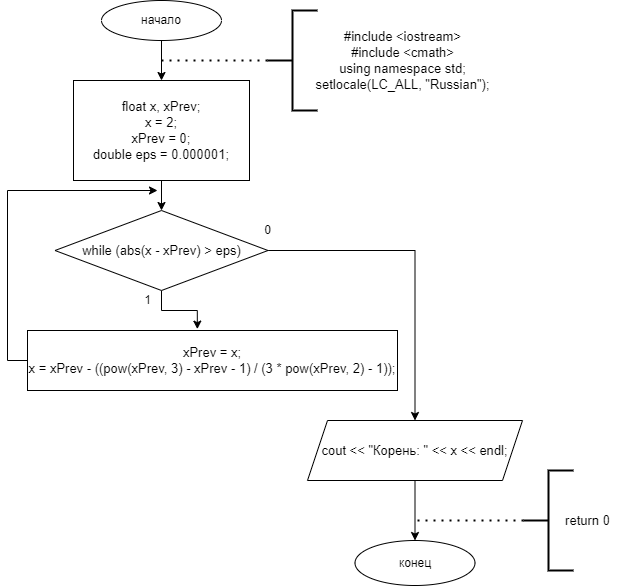 начало
#include <iostream>
#include <cmath>
using namespace std;
setlocale(LC_ALL, "Russian");
float x, xPrev;
x = 2;
xPrev = 0;
double eps = 0.000001;
while (abs(x - xPrev) > eps)
0
1
xPrev = x;
x = xPrev - ((pow(xPrev, 3) - xPrev - 1) / (3 * pow(xPrev, 2) - 1));
cout << "Корень: " << x << endl;
return 0
конец